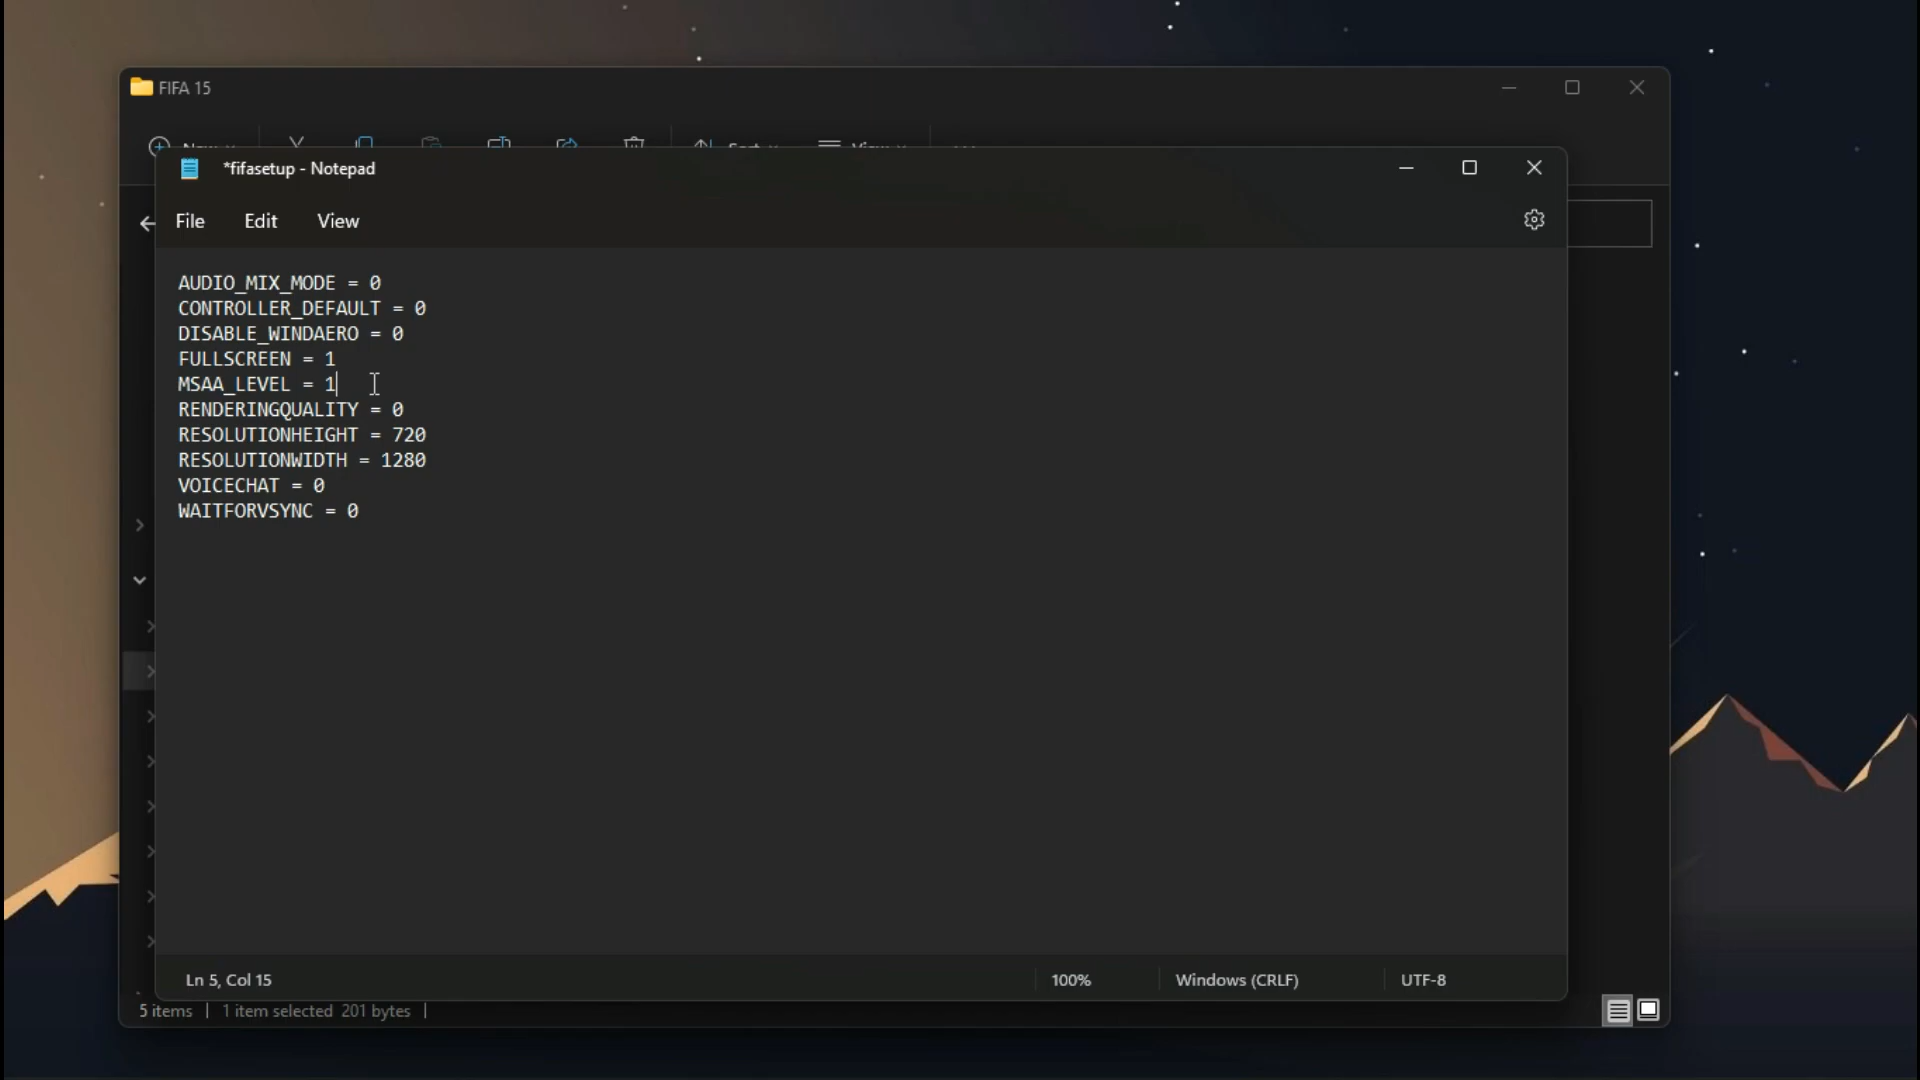 FIFA 15
*fifasetup - Notepad
File Edit View
AUDIO_MIX_MODE = 0
CONTROLLER_DEFAULT = 0
DISABLE_WINDAERO = 0
FULLSCREEN = 1
MSAA_LEVEL = 1
RENDERINGQUALITY = 0
RESOLUTIONHEIGHT = 720
RESOLUTIONWIDTH = 1280
VOICECHAT = 0
WAITFORVSYNC = 0
Ln 5, Col 15 100% Windows (CRLF) UTF-8
5 items 1 item selected 201 bytes